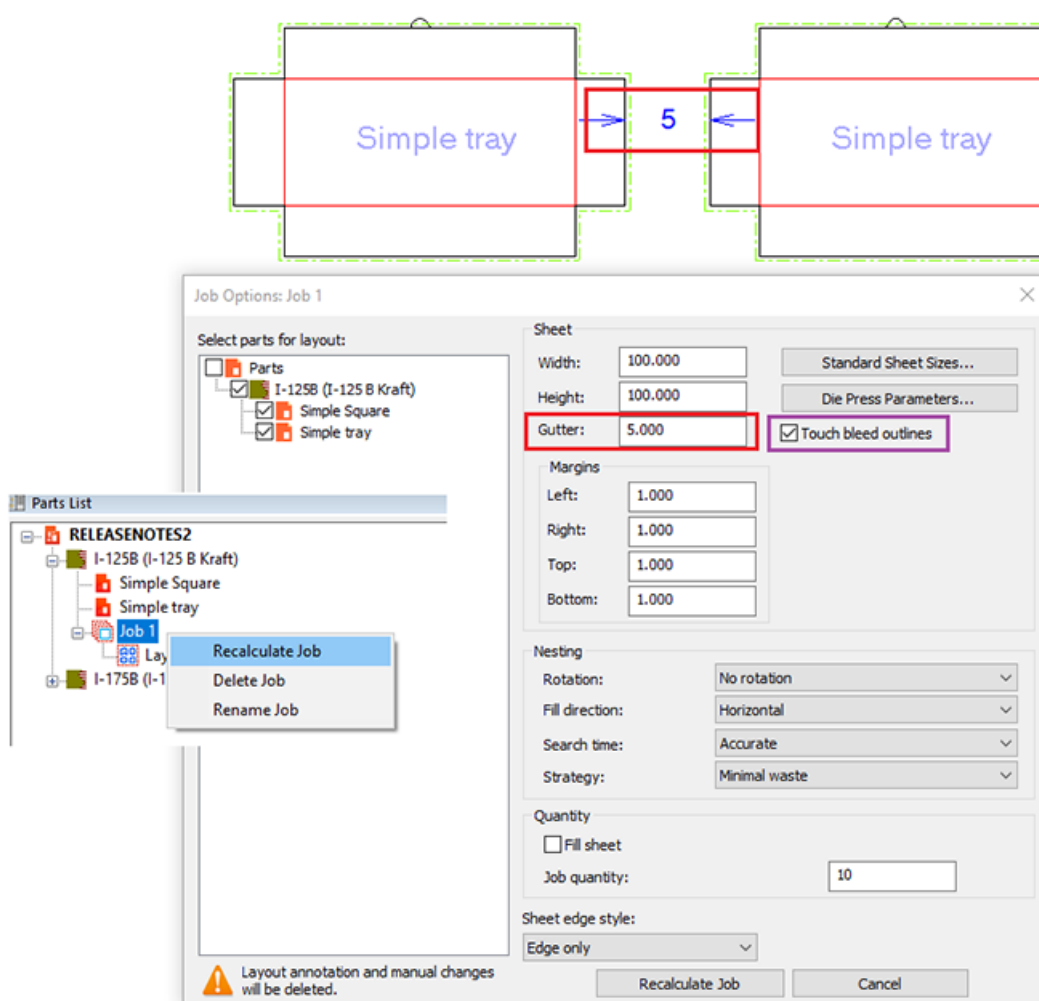 Simple tray
5
Simple tray
Job Options: Job 1
Select parts for layout:
Parts
I-125B (I-125 B Kraft)
Simple Square
Simple tray
Sheet
Width: 100.000 Standard Sheet Sizes...
Height: 100.000 Die Press Parameters...
Gutter: 5.000 Touch bleed outlines
Margins
Left: 1.000
Right: 1.000
Top: 1.000
Bottom: 1.000
Parts List
RELEASENOTES2
I-125B (I-125 B Kraft)
Simple Square
Simple tray
Job 1
Lay
I-175B (I-1
Recalculate Job
Delete Job
Rename Job
Nesting
Rotation: No rotation
Fill direction: Horizontal
Search time: Accurate
Strategy: Minimal waste
Quantity
Fill sheet
Job quantity: 10
Sheet edge style:
Edge only
Layout annotation and manual changes
will be deleted.
Recalculate Job Cancel